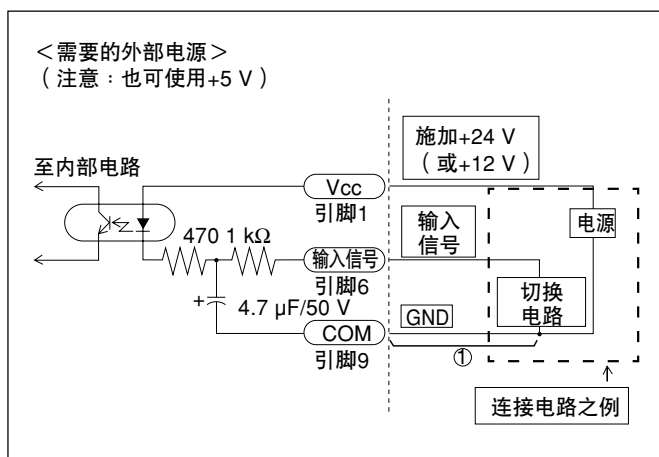 ＜需要的外部电源＞
（注意：也可使用+5 V）
施加+24 V
（或+12 V）
至内部电路
Vcc
引脚1
电源
输入
信号
470 1 kΩ
输入信号
引脚6
切换
电路
+
4.7 µF/50 V
GND
COM
引脚9
①
连接电路之例